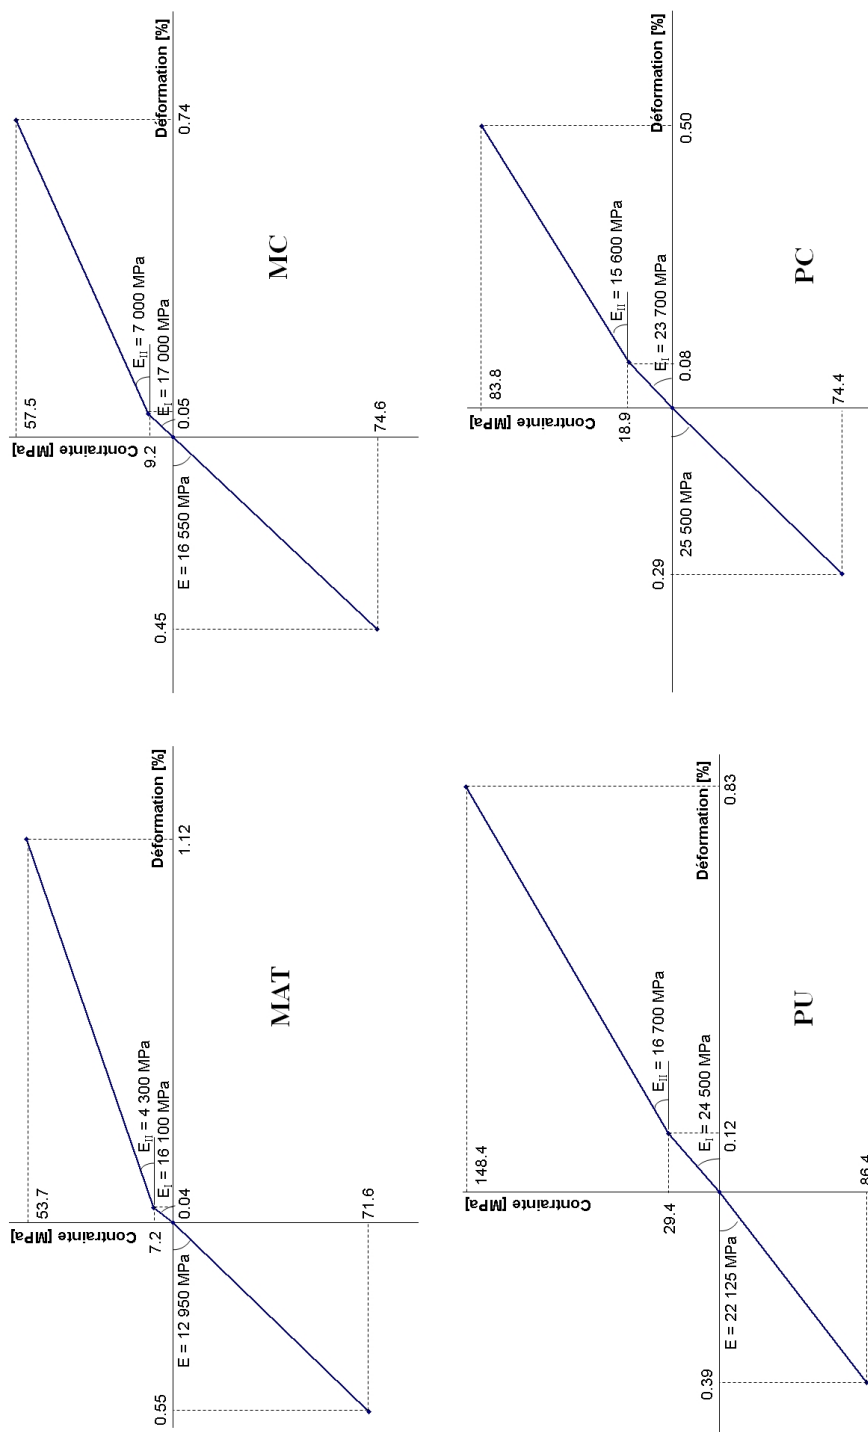 Contrainte [MPa]
53.7
7.2
E_II = 4 300 MPa
E_I = 16 100 MPa
0.04
1.12
Déformation [%]
0.55
E = 12 950 MPa
71.6
MAT
Contrainte [MPa]
57.5
9.2
E_II = 7 000 MPa
E_I = 17 000 MPa
0.05
0.74
Déformation [%]
0.45
E = 16 550 MPa
74.6
MC
Contrainte [MPa]
148.4
29.4
E_II = 16 700 MPa
E_I = 24 500 MPa
0.12
0.83
Déformation [%]
0.39
E = 22 125 MPa
86.4
PU
Contrainte [MPa]
83.8
18.9
E_II = 15 600 MPa
E_I = 23 700 MPa
0.08
0.50
Déformation [%]
0.29
25 500 MPa
74.4
PC